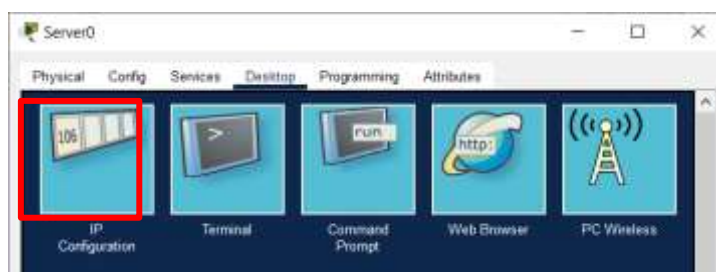 Server0
Physical Config Services Desktop Programming Attributes
106
>
run
http:
IP
Configuration
Terminal
Command
Prompt
Web Browser
PC Wireless